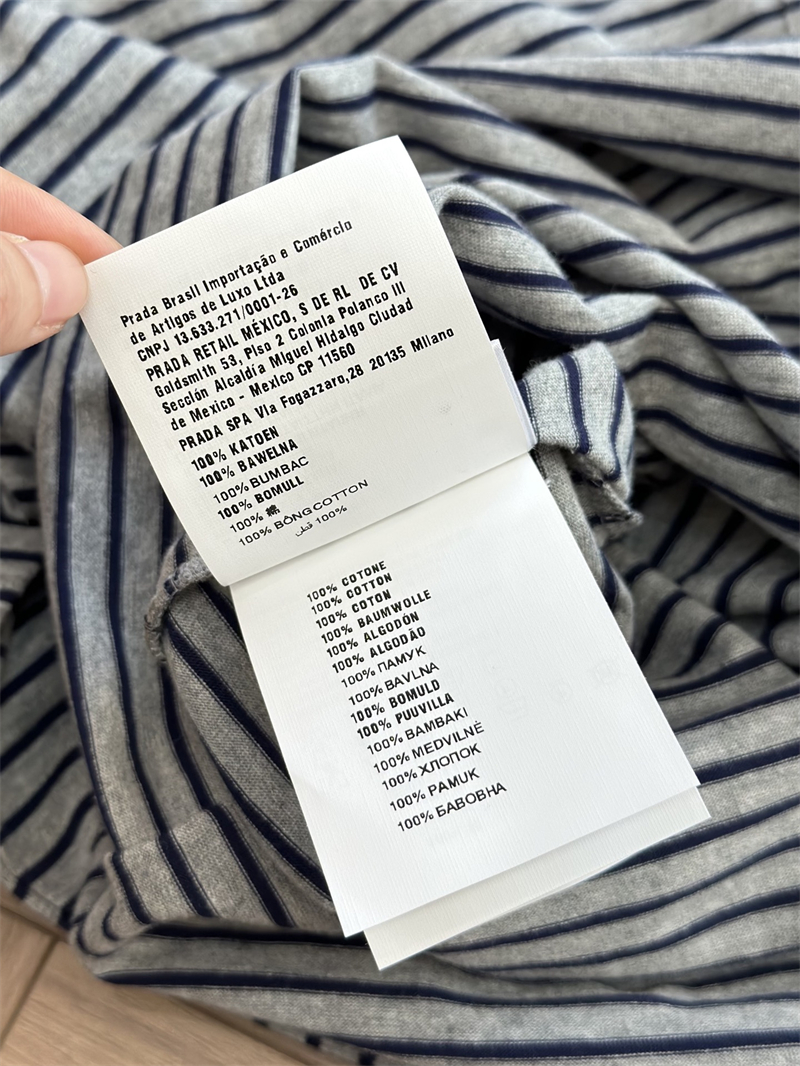 Prada Brasil Importação e Comércio
de Artigos de Luxo Ltda
CNPJ 13.633.271/0001-26
PRADA RETAIL MÉXICO, S DE RL DE CV
Goldsmith 53, Piso 2 Colonia Polanco III
Sección Alcaldía Miguel Hidalgo Ciudad
de Mexico - Mexico CP 11560
PRADA SPA Via Fogazzaro,28 20135 Milano
100% KATOEN
100% BAWEŁNA
100% BUMBAC
100% BOMULL
100% 綿
100% BÔNG COTTON
100% قطن
100% COTONE
100% COTTON
100% COTON
100% BAUMWOLLE
100% ALGODÓN
100% ALGODÃO
100% ПАМУК
100% BAVLNA
100% BOMULD
100% PUUVILLA
100% BAMBAKI
100% MEDVILNĖ
100% ХЛОПОК
100% PAMUK
100% БАВОВНА